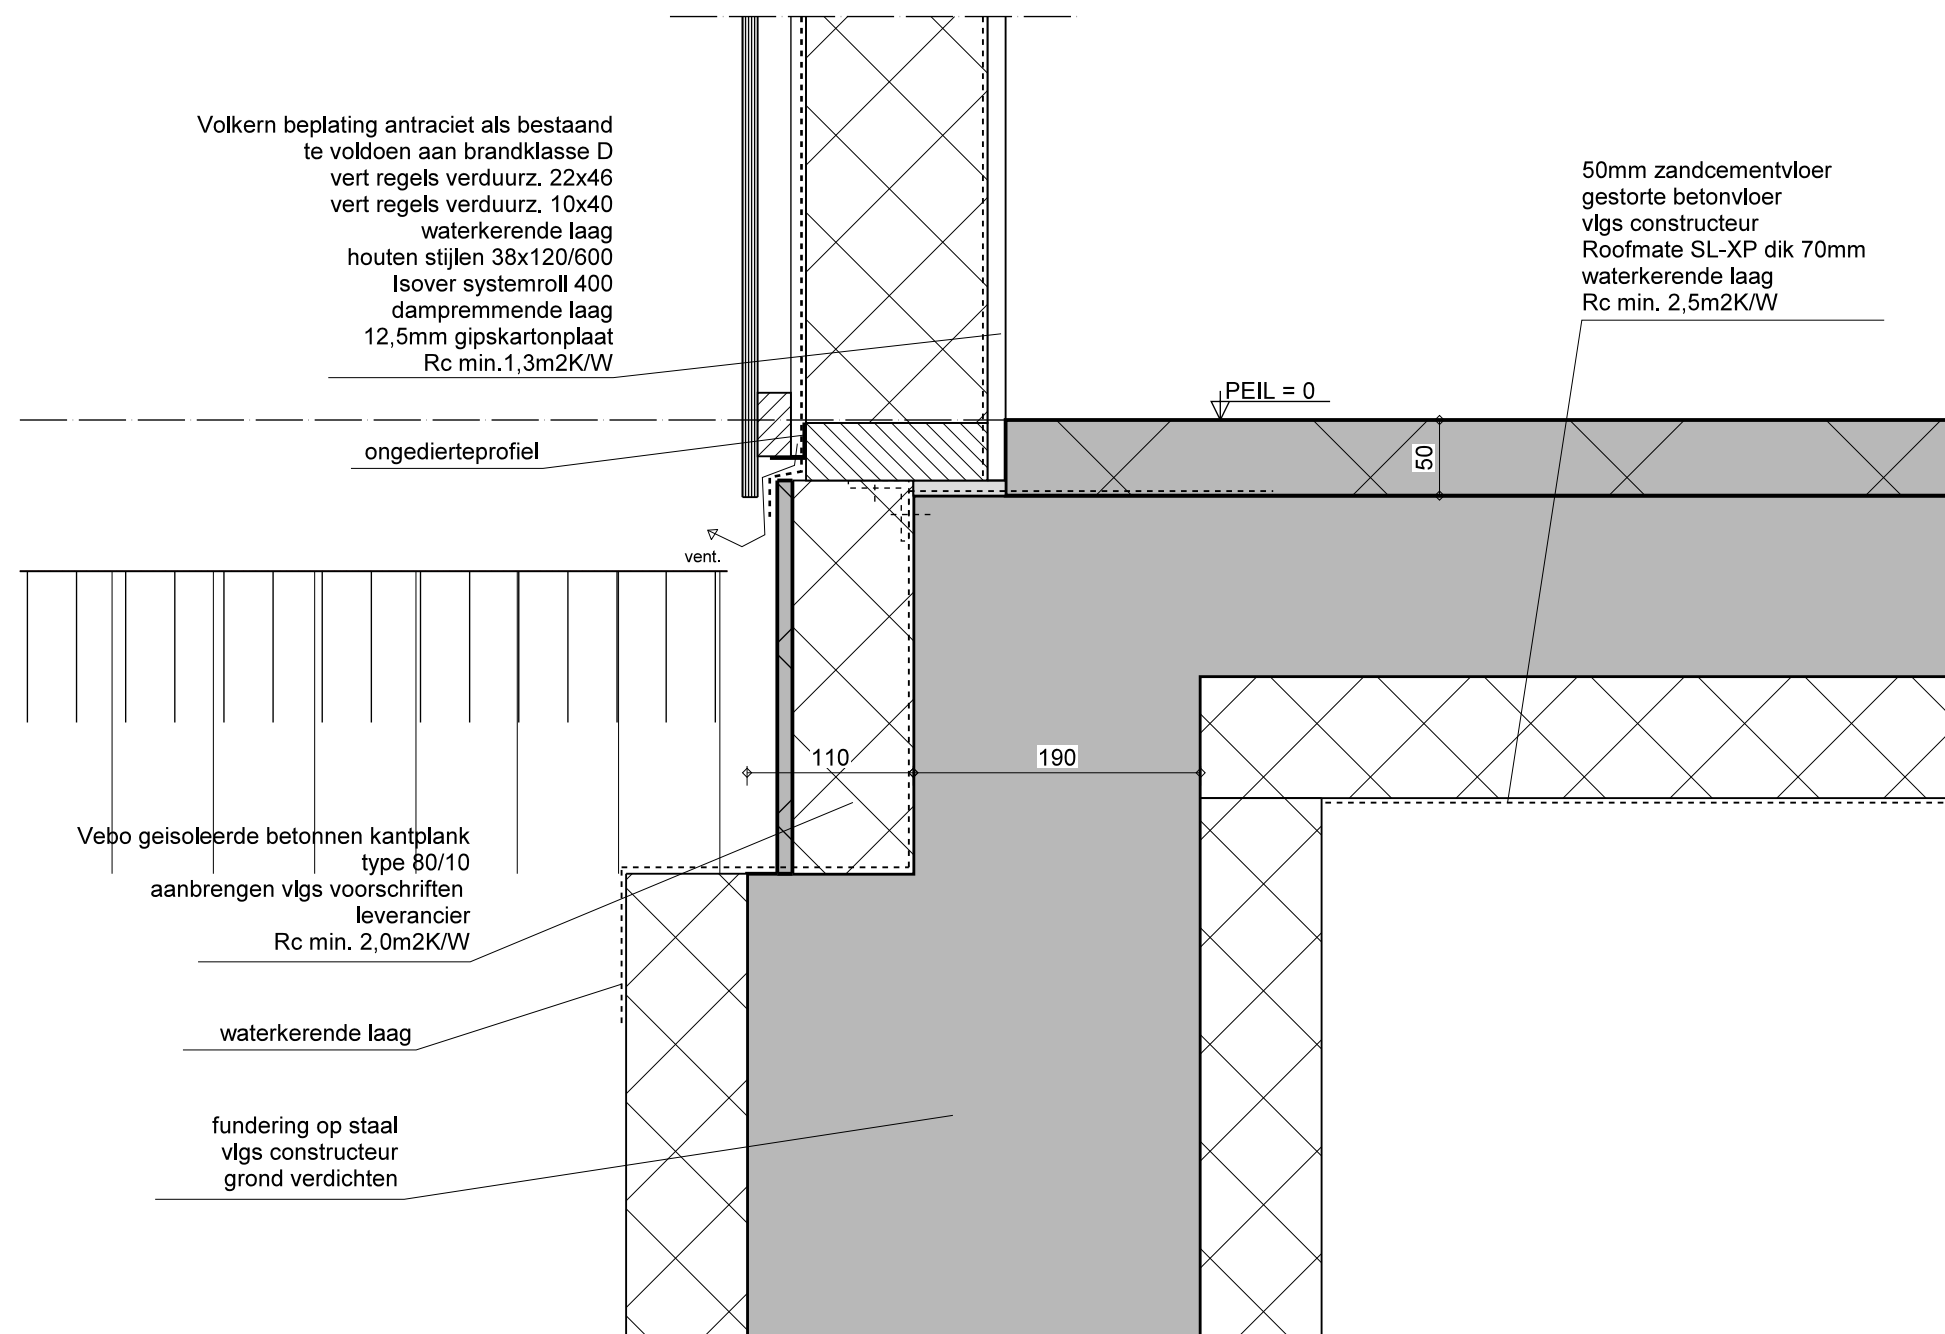 Volkern beplating antraciet als bestaand
te voldoen aan brandklasse D
vert regels verduurz. 22x46
vert regels verduurz. 10x40
waterkerende laag
houten stijlen 38x120/600
Isover systemroll 400
dampremmende laag
12,5mm gipskartonplaat
Rc min.1,3m2K/W
50mm zandcementvloer
gestorte betonvloer
vlgs constructeur
Roofmate SL-XP dik 70mm
waterkerende laag
Rc min. 2,5m2K/W
PEIL = 0
ongedierteprofiel
50
vent.
110
190
Vebo geisoleerde betonnen kantplank
type 80/10
aanbrengen vlgs voorschriften
leverancier
Rc min. 2,0m2K/W
waterkerende laag
fundering op staal
vlgs constructeur
grond verdichten